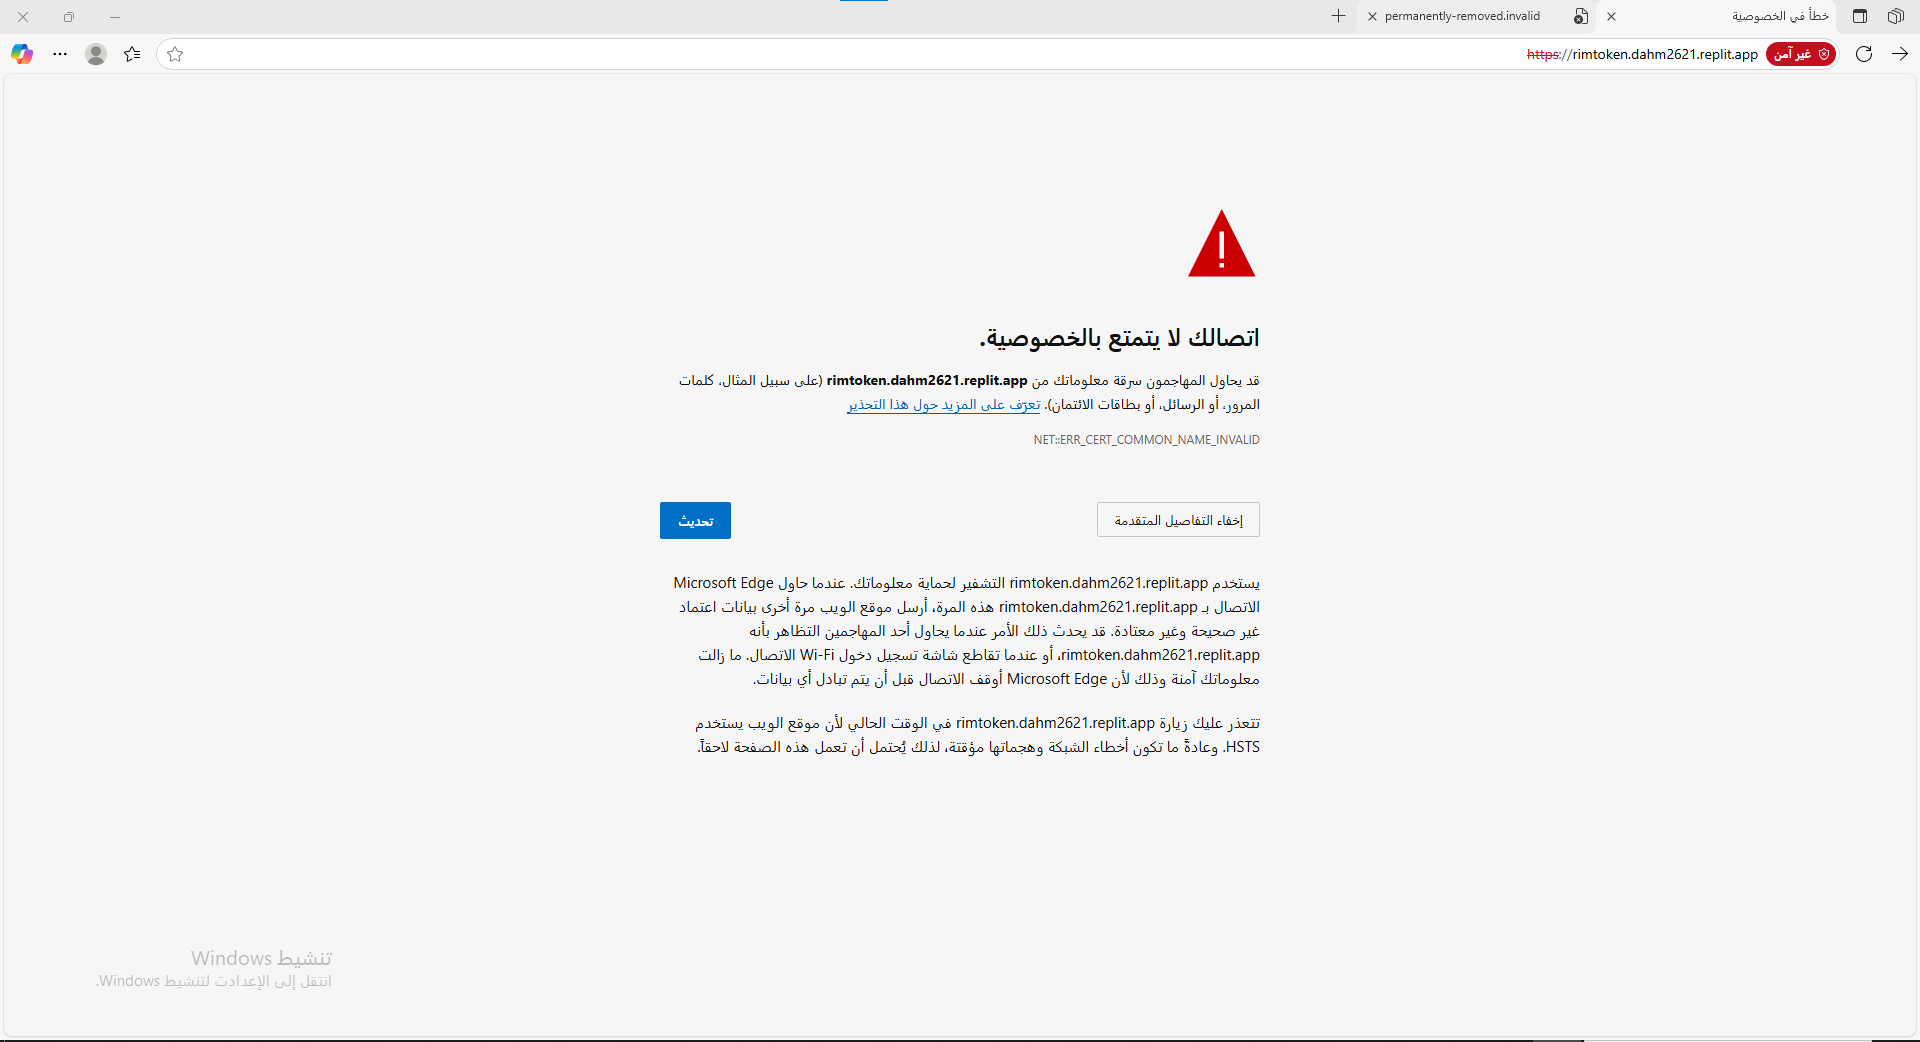 خطأ في الخصوصية
permanently-removed.invalid
غير آمن
https://rimtoken.dahm2621.replit.app
اتصالك لا يتمتع بالخصوصية.
قد يحاول المهاجمون سرقة معلوماتك من rimtoken.dahm2621.replit.app (على سبيل المثال، كلمات
المرور، أو الرسائل، أو بطاقات الائتمان). تعرّف على المزيد حول هذا التحذير
NET::ERR_CERT_COMMON_NAME_INVALID
إخفاء التفاصيل المتقدمة
تحديث
يستخدم rimtoken.dahm2621.replit.app التشفير لحماية معلوماتك. عندما حاول Microsoft Edge
الاتصال بـ rimtoken.dahm2621.replit.app هذه المرة، أرسل موقع الويب مرة أخرى بيانات اعتماد
غير صحيحة وغير معتادة. قد يحدث ذلك الأمر عندما يحاول أحد المهاجمين التظاهر بأنه
rimtoken.dahm2621.replit.app، أو عندما تقاطع شاشة تسجيل دخول Wi-Fi الاتصال. ما زالت
معلوماتك آمنة وذلك لأن Microsoft Edge أوقف الاتصال قبل أن يتم تبادل أي بيانات.
تتعذر عليك زيارة rimtoken.dahm2621.replit.app في الوقت الحالي لأن موقع الويب يستخدم
HSTS. وعادةً ما تكون أخطاء الشبكة وهجماتها مؤقتة، لذلك يُحتمل أن تعمل هذه الصفحة لاحقاً.
تنشيط Windows
انتقل إلى الإعدادت لتنشيط Windows.